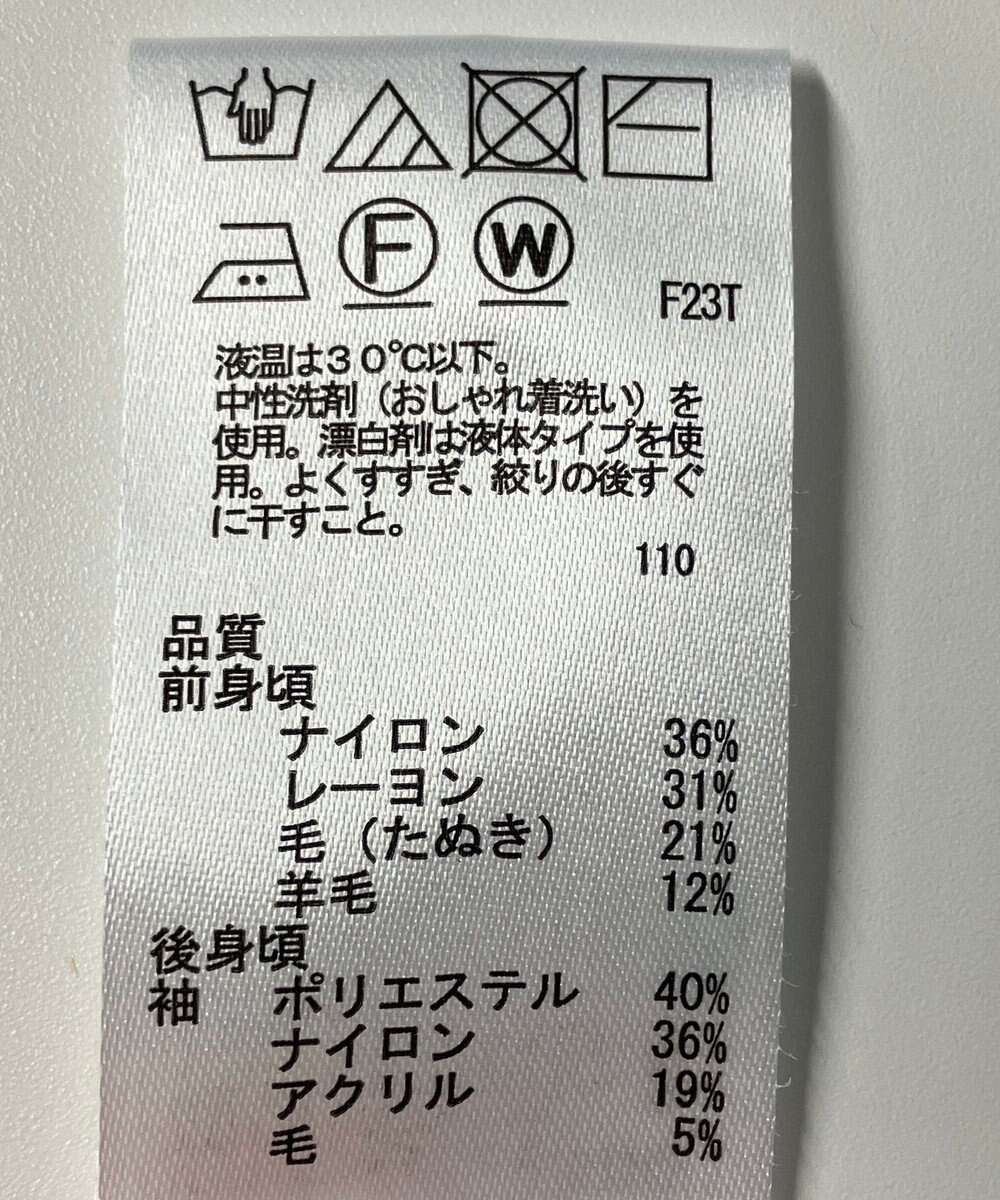 F W F23T
液温は30℃以下。
中性洗剤（おしゃれ着洗い）を
使用。漂白剤は液体タイプを使
用。よくすすぎ、絞りの後すぐ
に干すこと。
110
品質
前身頃
ナイロン 36%
レーヨン 31%
毛（たぬき） 21%
羊毛 12%
後身頃
袖 ポリエステル 40%
ナイロン 36%
アクリル 19%
毛 5%